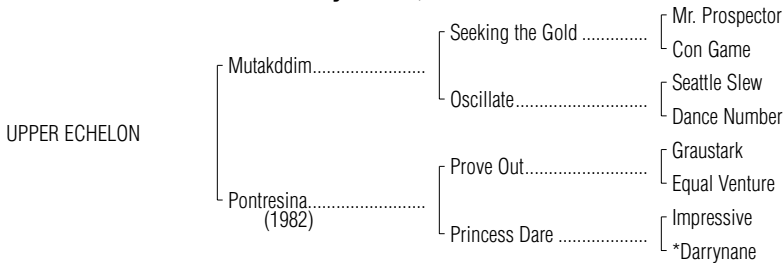 Mr. Prospector
Seeking the Gold ..............
Con Game
Mutakddim........................
Seattle Slew
Oscillate............................
Dance Number
UPPER ECHELON
Graustark
Prove Out..........................
Equal Venture
Pontresina.........................
(1982)
Impressive
Princess Dare ...................
*Darrynane